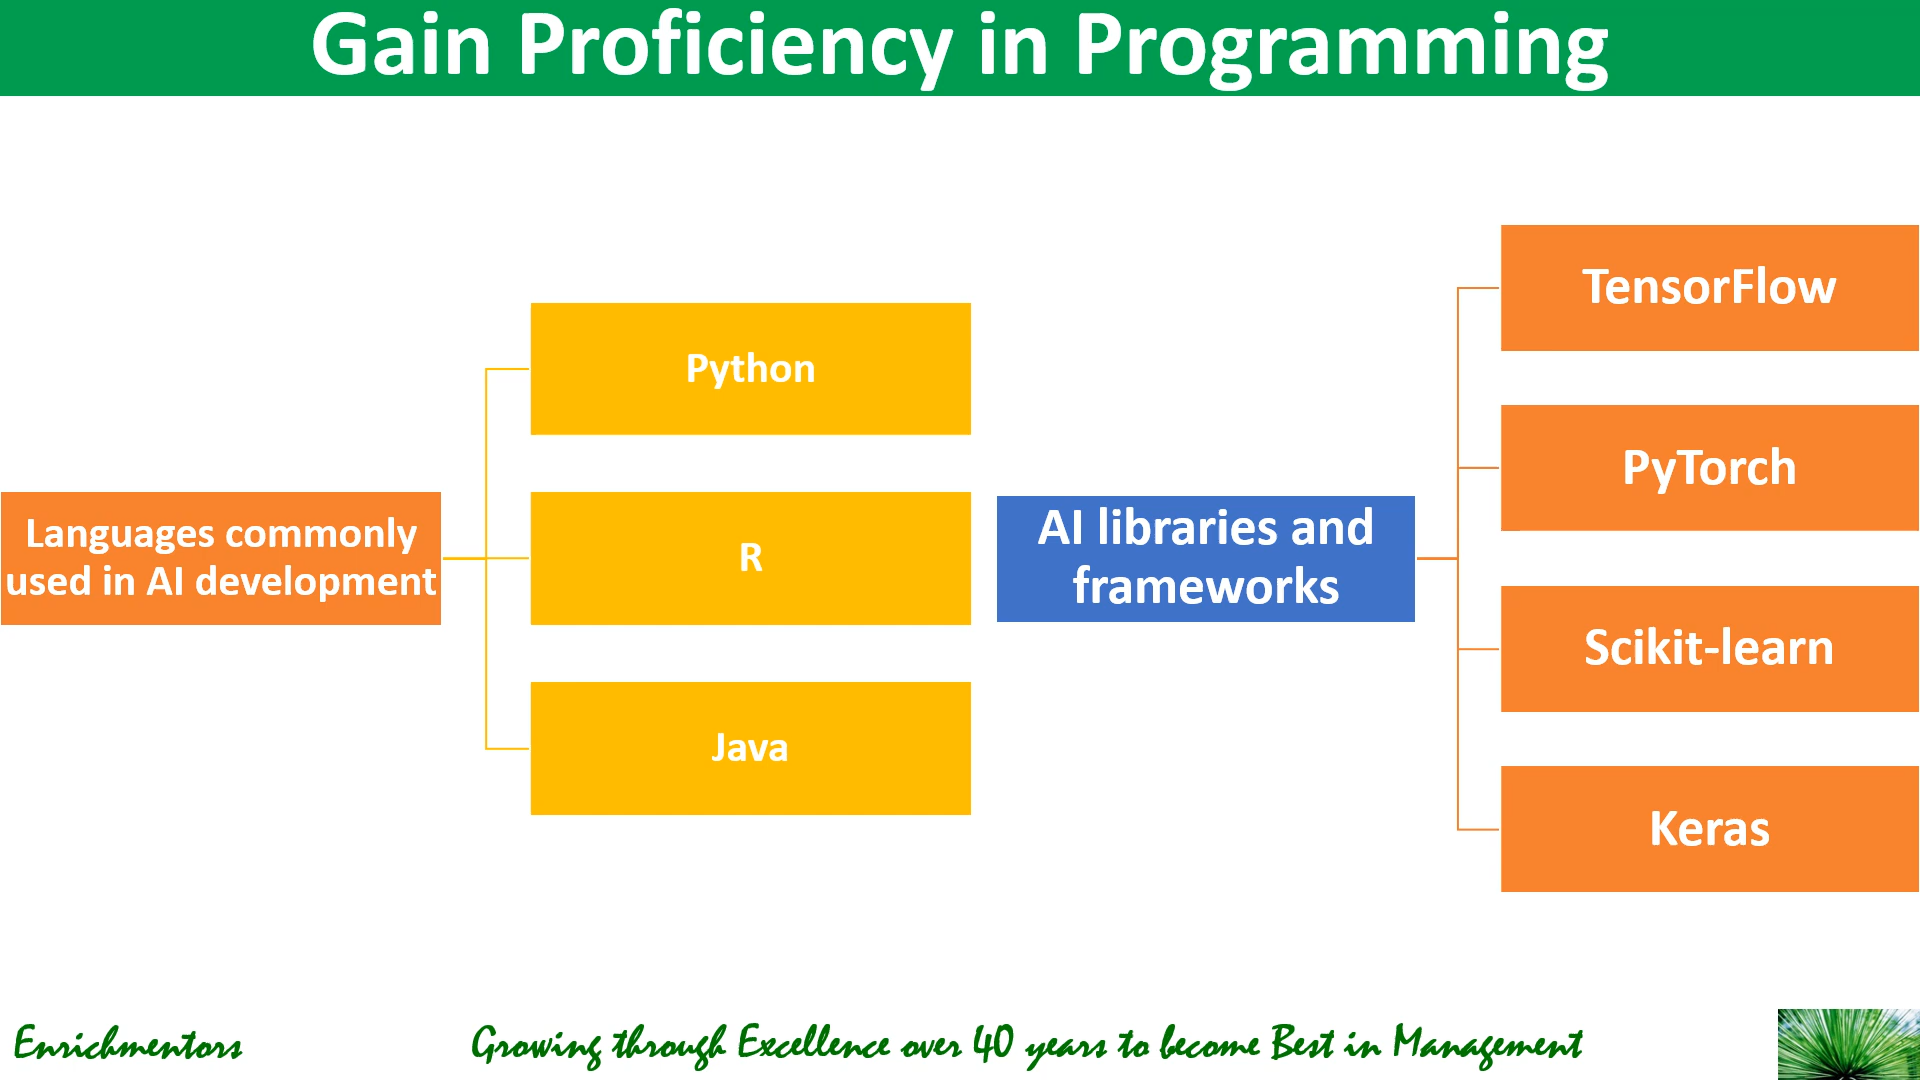 Gain Proficiency in Programming
Languages commonly
used in AI development
Python
R
Java
AI libraries and
frameworks
TensorFlow
PyTorch
Scikit-learn
Keras
Enrichmentors
Growing through Excellence over 40 years to become Best in Management